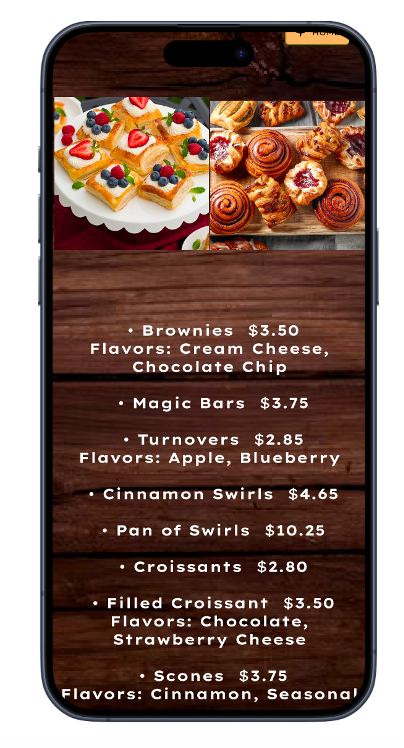 HOME
• Brownies $3.50
Flavors: Cream Cheese,
Chocolate Chip
• Magic Bars $3.75
• Turnovers $2.85
Flavors: Apple, Blueberry
• Cinnamon Swirls $4.65
• Pan of Swirls $10.25
• Croissants $2.80
• Filled Croissant $3.50
Flavors: Chocolate,
Strawberry Cheese
• Scones $3.75
Flavors: Cinnamon, Seasonal